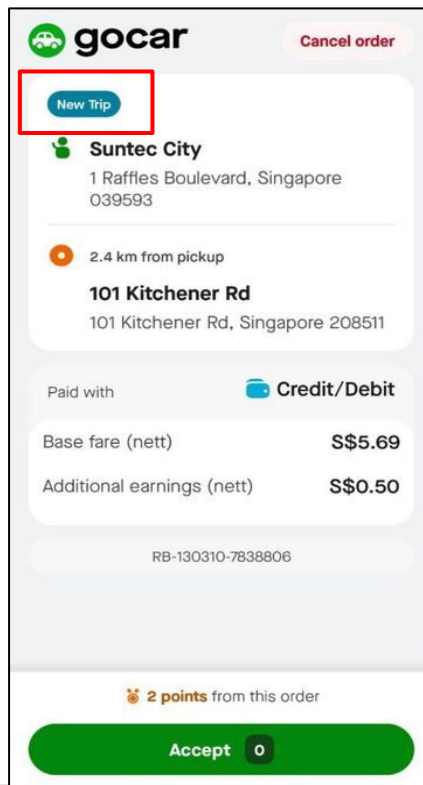 gocar
Cancel order
New Trip
Suntec City
1 Raffles Boulevard, Singapore
039593
2.4 km from pickup
101 Kitchener Rd
101 Kitchener Rd, Singapore 208511
Paid with
Credit/Debit
Base fare (nett)
S$5.69
Additional earnings (nett)
S$0.50
RB-130310-7838806
2 points from this order
Accept 0